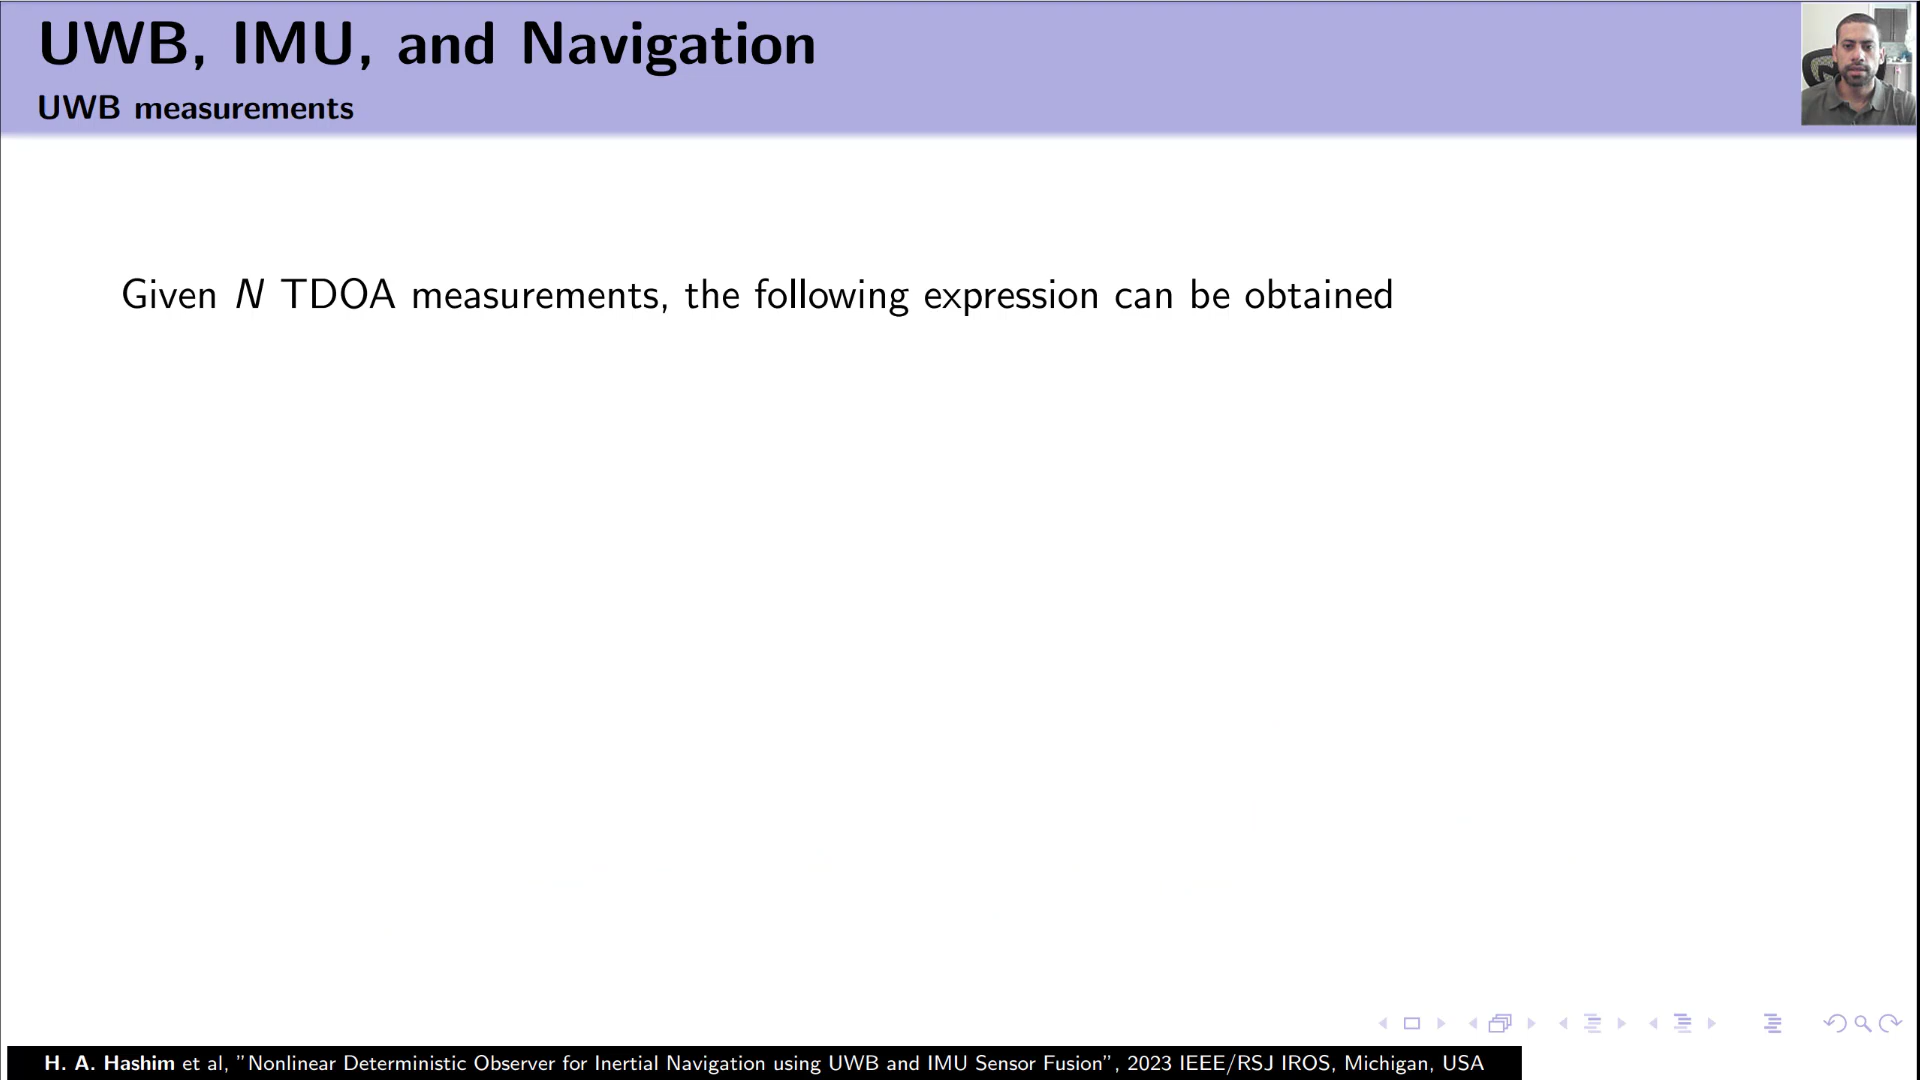 UWB, IMU, and Navigation
UWB measurements
Given N TDOA measurements, the following expression can be obtained
H. A. Hashim et al, "Nonlinear Deterministic Observer for Inertial Navigation using UWB and IMU Sensor Fusion", 2023 IEEE/RSJ IROS, Michigan, USA